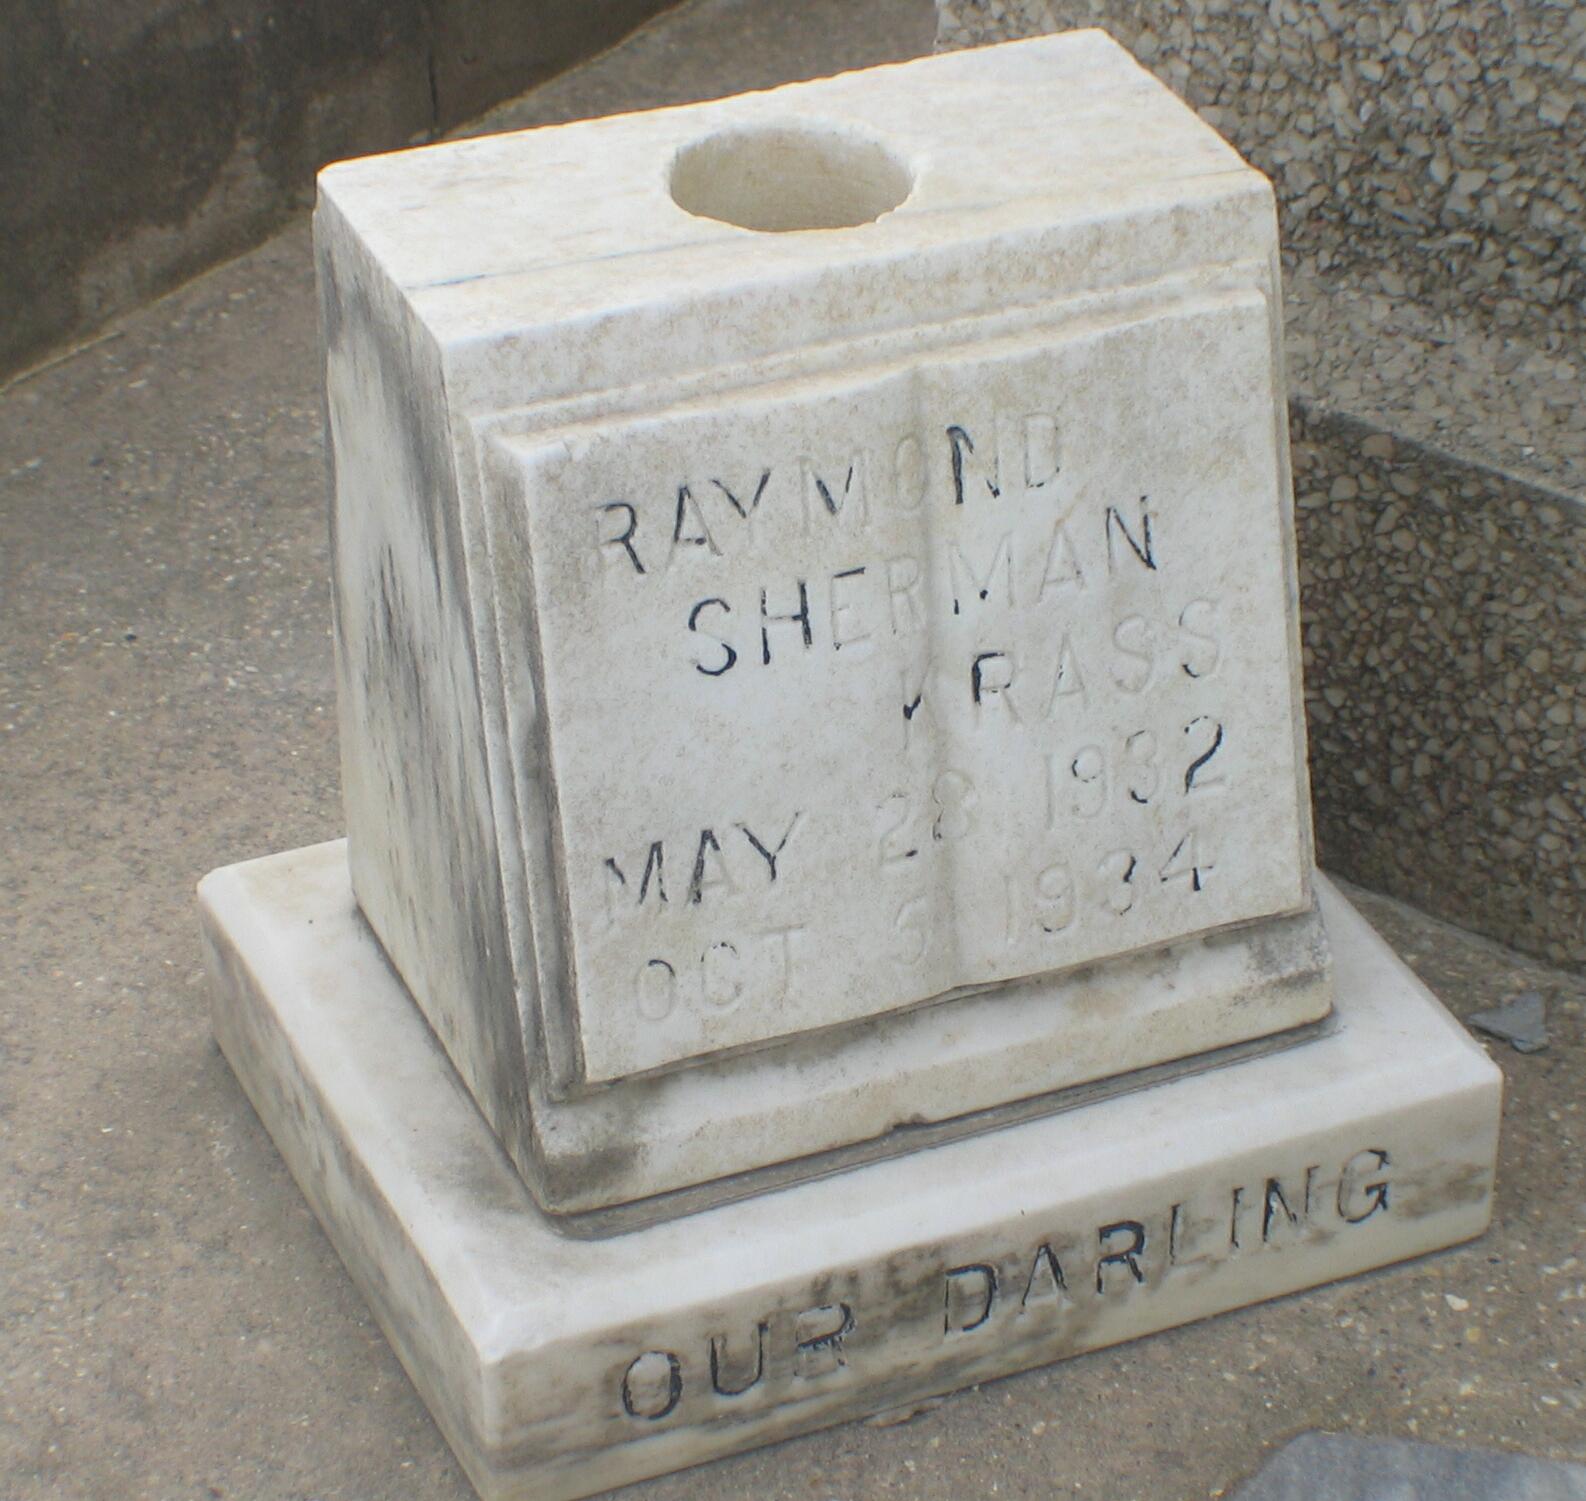 RAYMOND
SHERMAN
KRASS
MAY 28 1932
OCT 5 1934
OUR DARLING